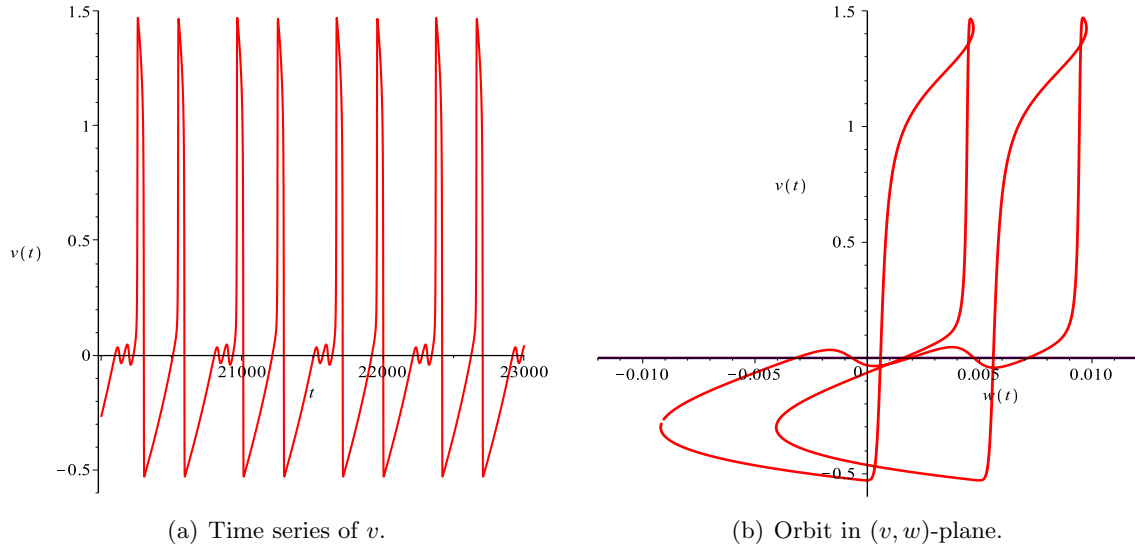 1.5
1
v(t)
0.5
0
21000
22000
23000
t
−0.5
(a) Time series of v.
1.5
1
v(t)
0.5
−0.010
−0.005
0
0.005
0.010
w(t)
−0.5
(b) Orbit in (v, w)-plane.